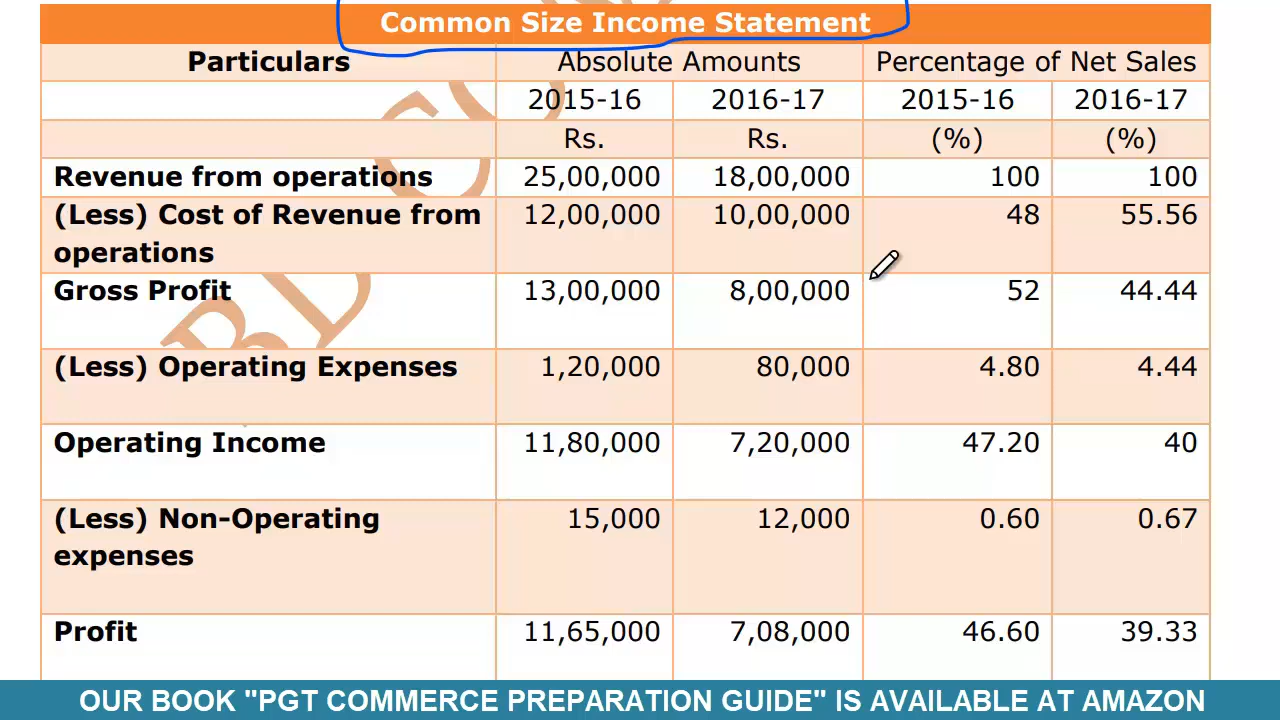 Common Size Income Statement
Particulars Absolute Amounts Percentage of Net Sales
2015-16 2016-17 2015-16 2016-17
Rs. Rs. (%) (%)
Revenue from operations 25,00,000 18,00,000 100 100
(Less) Cost of Revenue from 12,00,000 10,00,000 48 55.56
operations
Gross Profit 13,00,000 8,00,000 52 44.44
(Less) Operating Expenses 1,20,000 80,000 4.80 4.44
Operating Income 11,80,000 7,20,000 47.20 40
(Less) Non-Operating 15,000 12,000 0.60 0.67
expenses
Profit 11,65,000 7,08,000 46.60 39.33
OUR BOOK "PGT COMMERCE PREPARATION GUIDE" IS AVAILABLE AT AMAZON